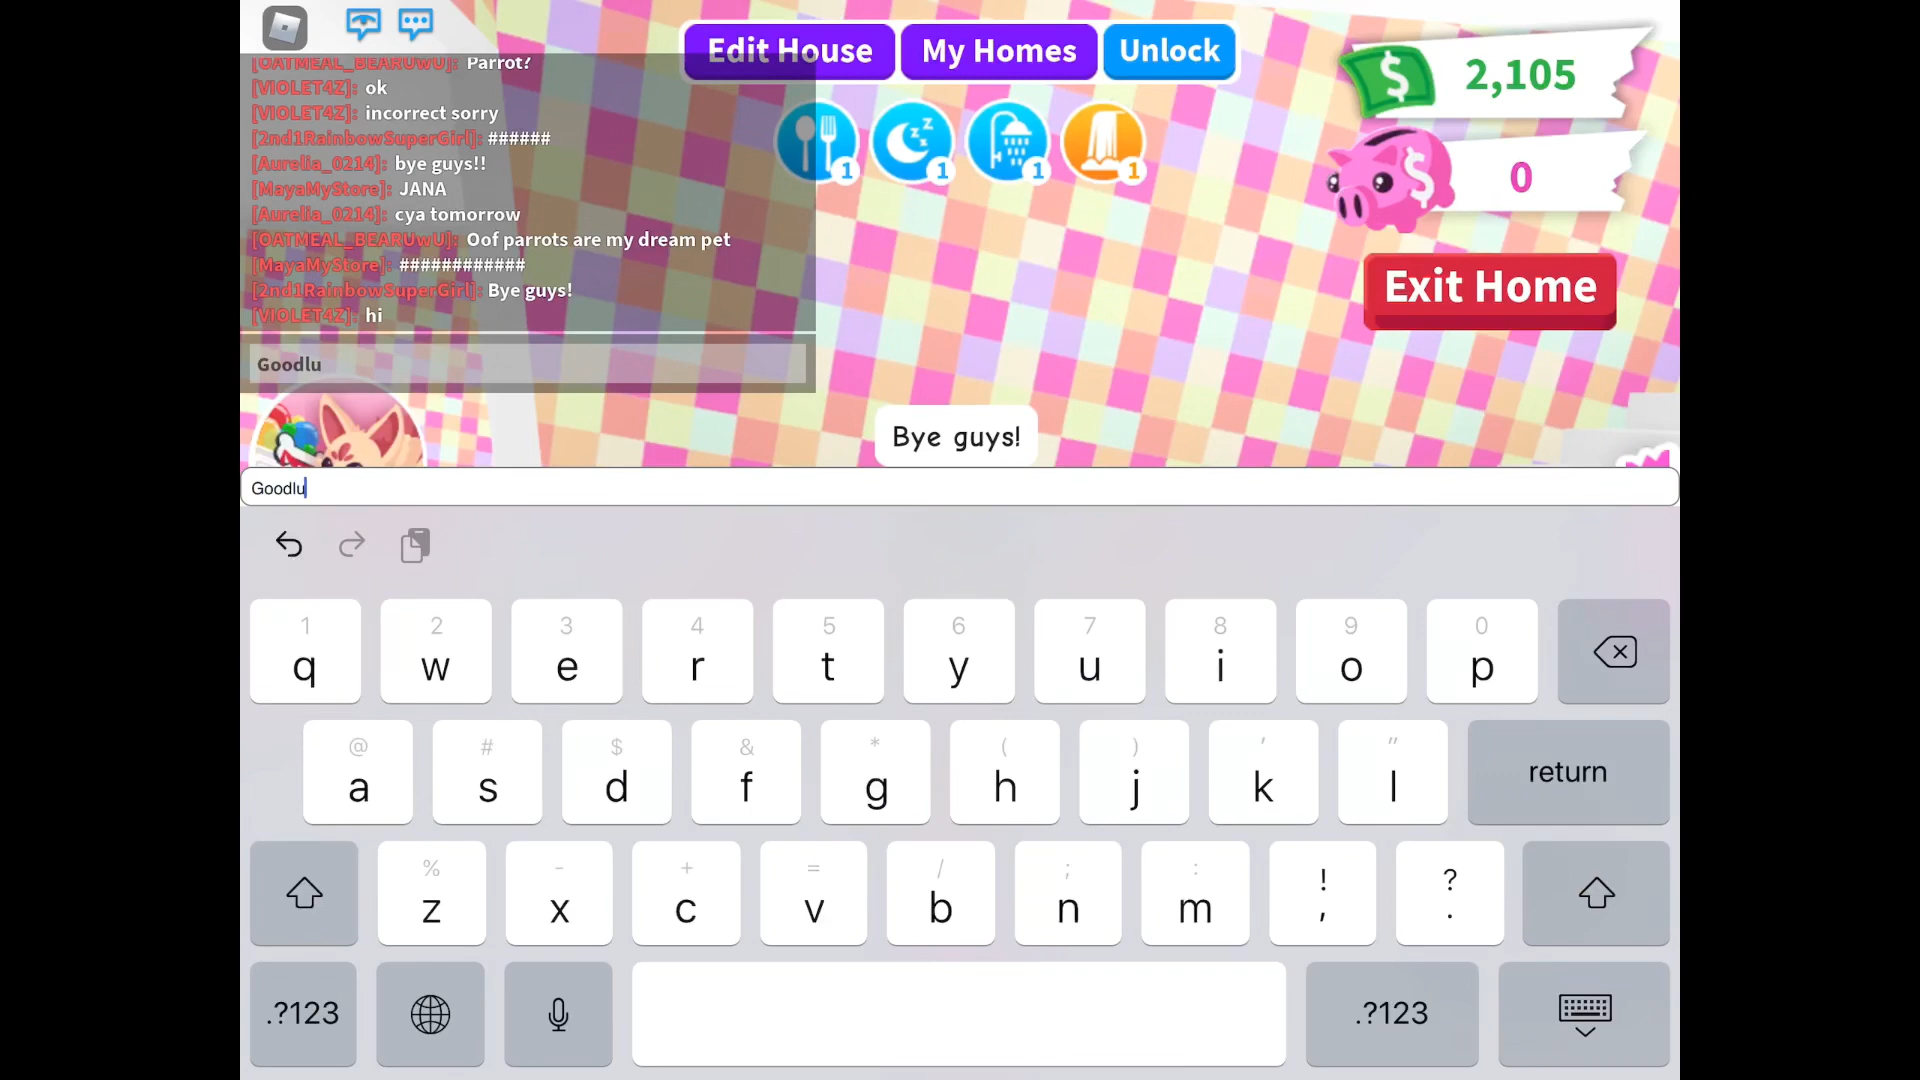 Edit House
My Homes
Unlock
2,105
0
Exit Home
1
1
1
1
[OATMEAL_BEARUwU]: Parrot?
[VIOLET4Z]: ok
[VIOLET4Z]: incorrect sorry
[2nd1RainbowSuperGirl]: ######
[Aurelia_0214]: bye guys!!
[MayaMyStore]: JANA
[Aurelia_0214]: cya tomorrow
[OATMEAL_BEARUwU]: Oof parrots are my dream pet
[MayaMyStore]: ############
[2nd1RainbowSuperGirl]: Bye guys!
[VIOLET4Z]: hi
Goodlu
Bye guys!
Goodlu
1 2 3 4 5 6 7 8 9 0
q w e r t y u i o p
@ # $ & * ( ) ' "
a s d f g h j k l return
% - + = / ; : ! ?
z x c v b n m , .
.?123 .?123